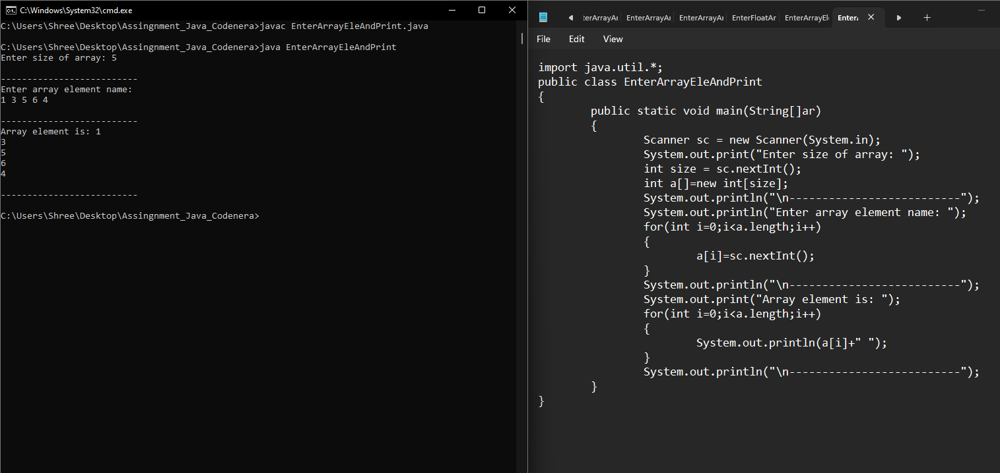 C:\Windows\System32\cmd.exe
C:\Users\Shree\Desktop\Assingnment_Java_Codenera>javac EnterArrayEleAndPrint.java
C:\Users\Shree\Desktop\Assingnment_Java_Codenera>java EnterArrayEleAndPrint
Enter size of array: 5
--------------------------
Enter array element name:
1 3 5 6 4
--------------------------
Array element is: 1
3
5
6
4
--------------------------
C:\Users\Shree\Desktop\Assingnment_Java_Codenera>
terArrayAr EnterArrayAr EnterArrayAr EnterFloatAr EnterArrayEl Enter
File Edit View
import java.util.*;
public class EnterArrayEleAndPrint
{
public static void main(String[]ar)
{
Scanner sc = new Scanner(System.in);
System.out.print("Enter size of array: ");
int size = sc.nextInt();
int a[]=new int[size];
System.out.println("\n--------------------------");
System.out.println("Enter array element name: ");
for(int i=0;i<a.length;i++)
{
a[i]=sc.nextInt();
}
System.out.println("\n--------------------------");
System.out.print("Array element is: ");
for(int i=0;i<a.length;i++)
{
System.out.println(a[i]+" ");
}
System.out.println("\n--------------------------");
}
}